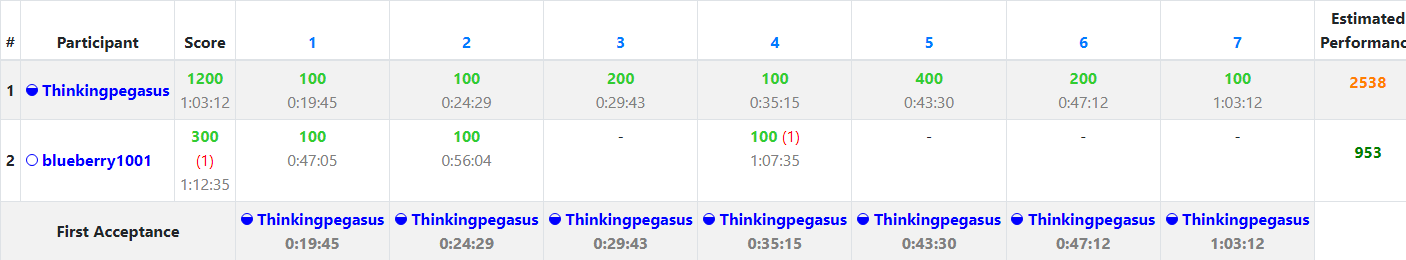 # Participant Score 1 2 3 4 5 6 7 Estimated Performanc
1 Thinkingpegasus 1200 100 100 200 100 400 200 100 2538
1:03:12 0:19:45 0:24:29 0:29:43 0:35:15 0:43:30 0:47:12 1:03:12
2 blueberry1001 300 100 100 - 100 (1) - - - 953
(1) 0:47:05 0:56:04 1:07:35
1:12:35
First Acceptance Thinkingpegasus Thinkingpegasus Thinkingpegasus Thinkingpegasus Thinkingpegasus Thinkingpegasus Thinkingpegasus
0:19:45 0:24:29 0:29:43 0:35:15 0:43:30 0:47:12 1:03:12